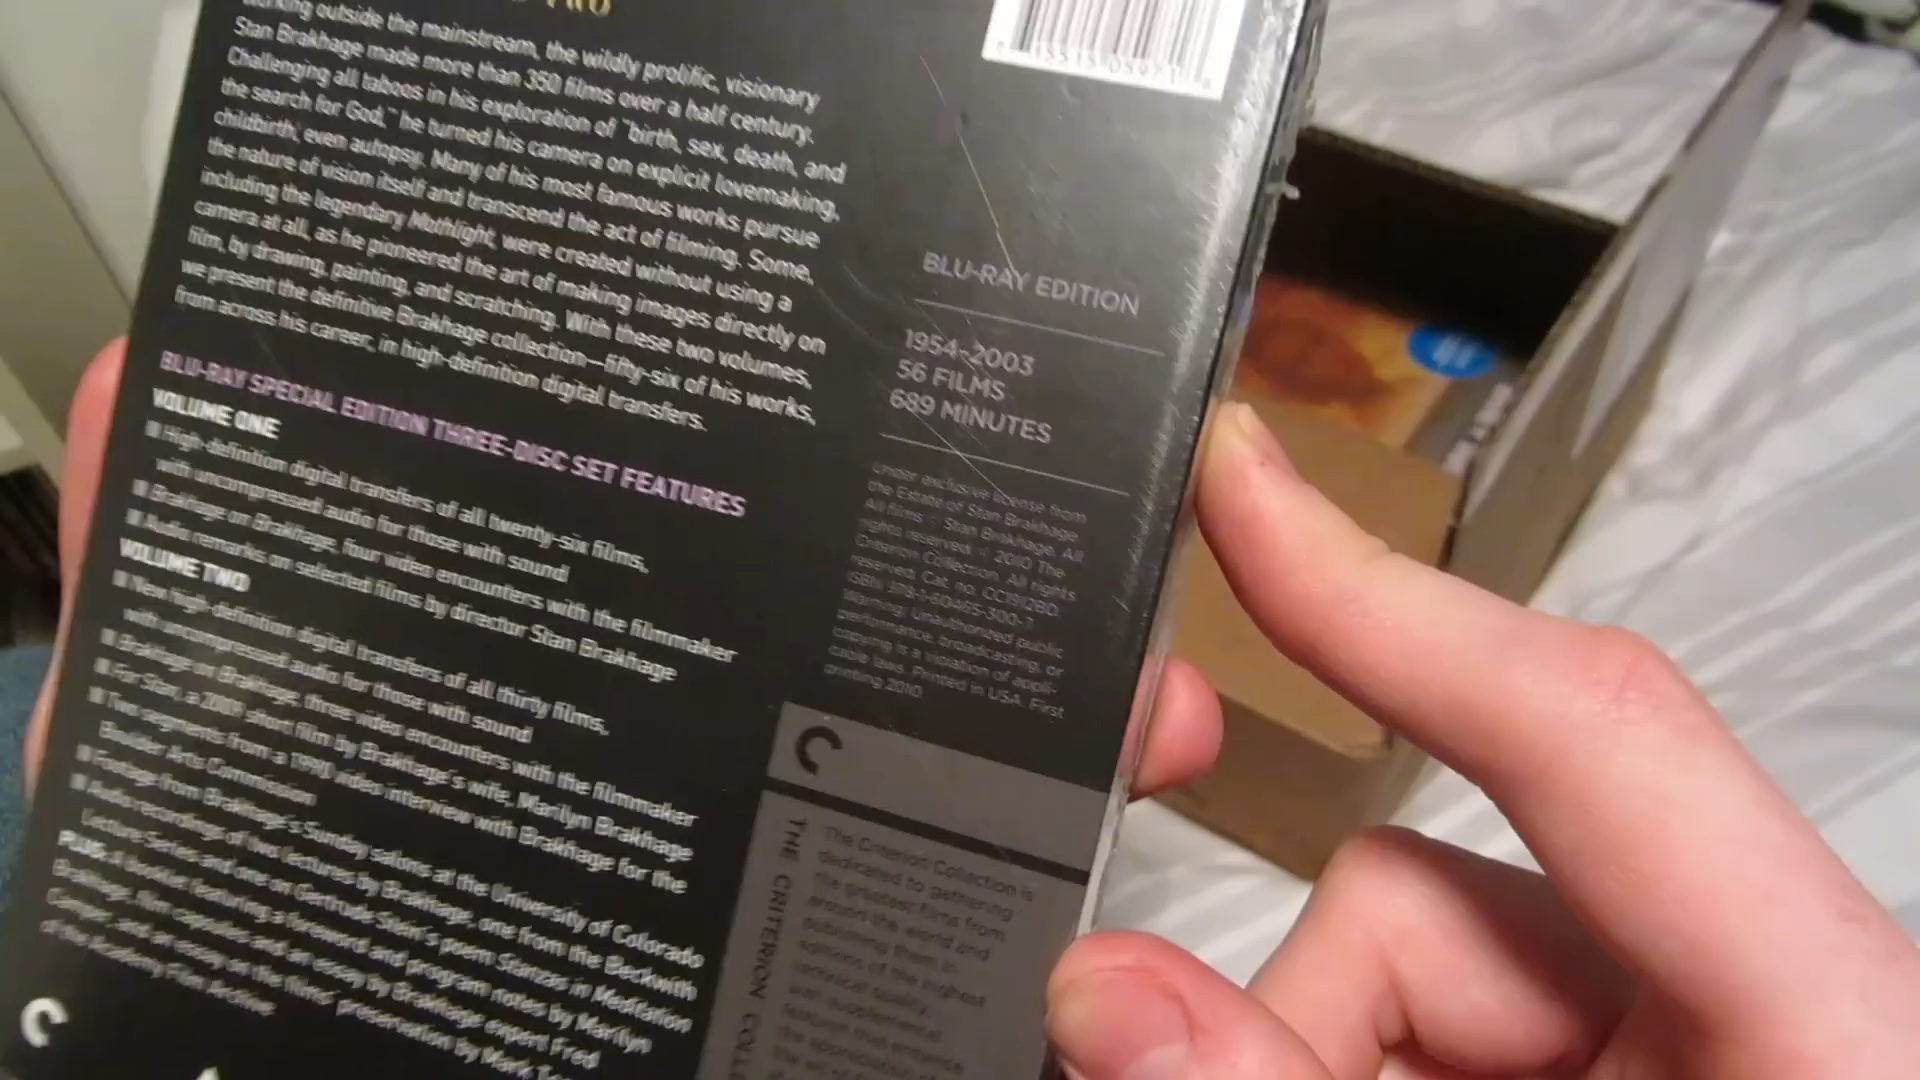 TWO
Working outside the mainstream, the wildly prolific, visionary
Stan Brakhage made more than 350 films over a half century.
Challenging all taboos in his exploration of "birth, sex, death, and
the search for God," he turned his camera on explicit lovemaking,
childbirth, even autopsy. Many of his most famous works pursue
the nature of vision itself and transcend the act of filming. Some,
including the legendary Mothlight, were created without using a
camera at all, as he pioneered the art of making images directly on
film, by drawing, painting, and scratching. With these two volumes,
we present the definitive Brakhage collection—fifty-six of his works,
from across his career, in high-definition digital transfers.
BLU-RAY SPECIAL EDITION THREE-DISC SET FEATURES
VOLUME ONE
■ High-definition digital transfers of all twenty-six films,
with uncompressed audio for those with sound
■ Brakhage on Brakhage, four video encounters with the filmmaker
■ Audio remarks on selected films by director Stan Brakhage
VOLUME TWO
■ New high-definition digital transfers of all thirty films,
with uncompressed audio for those with sound
■ Brakhage on Brakhage, three video encounters with the filmmaker
■ For Stan, a 2009 short film by Brakhage's wife, Marilyn Brakhage
■ Two segments from a 1990 video interview with Brakhage for the
Boulder Arts Commission
■ Footage from Brakhage's Sunday salons at the University of Colorado
■ Audio recordings of two lectures by Brakhage, one from the Beckwith
Lecture Series and one on Gertrude Stein's poem Stanzas in Meditation
PLUS: A booklet featuring a foreword and program notes by Marilyn
Brakhage, film capsules and an essay by Brakhage expert Fred
Camper, and an essay on the films' preservation by Mark
of the Academy Film Archive
BLU-RAY EDITION
1954-2003
56 FILMS
689 MINUTES
Under exclusive license from
the Estate of Stan Brakhage
All films © Stan Brakhage. All
rights reserved. © 2010 The
Criterion Collection. All rights
reserved. Cat. no. CC1912BD.
ISBN 978-1-60465-300-7
Warning: Unauthorized public
performance, broadcasting, or
copying is a violation of appli-
cable laws. Printed in USA. First
printing 2010
THE CRITERION
The Criterion Collection is
dedicated to gathering
the greatest films from
around the world and
publishing them in
editions of the highest
technical quality,
with supplemental
features that enhance
the appreciation of